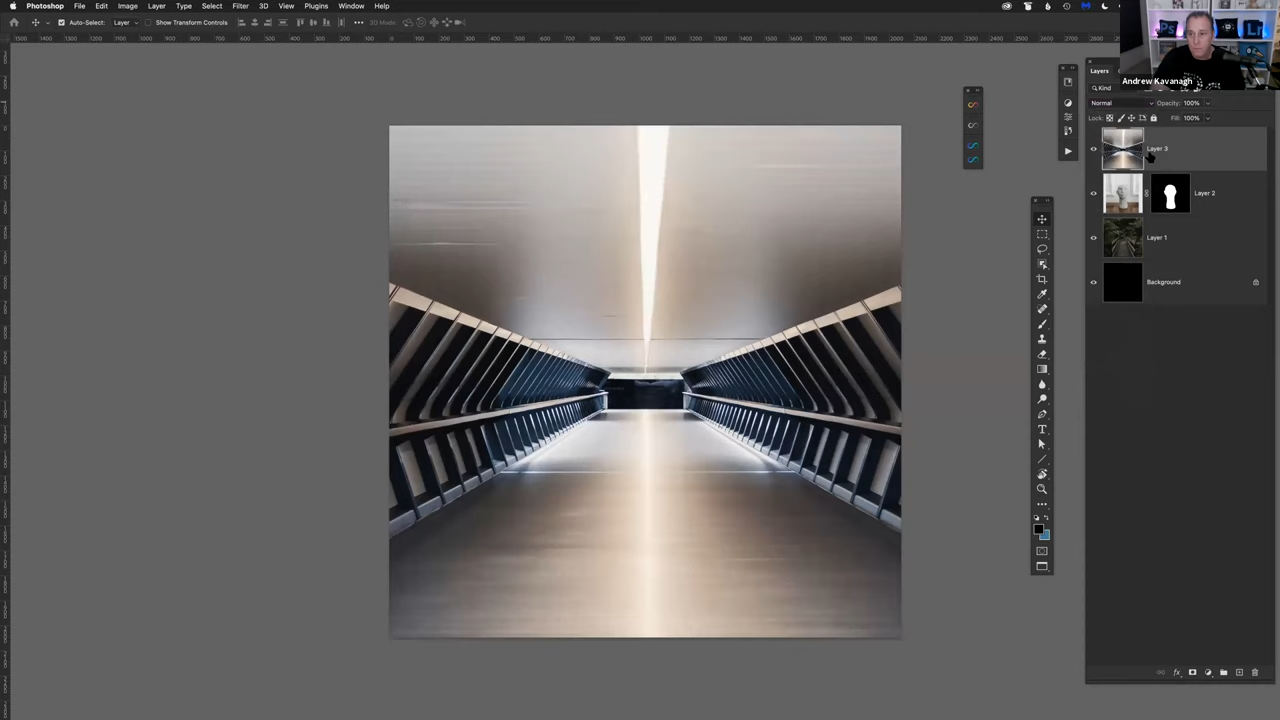 Photoshop File Edit Image Layer Type Select Filter 3D View Plugins Window Help
Auto-Select: Layer Show Transform Controls 3D Mode:
Andrew Kavanagh
Layers
Kind
Normal Opacity: 100%
Lock: Fill: 100%
Layer 3
Layer 2
Layer 1
Background